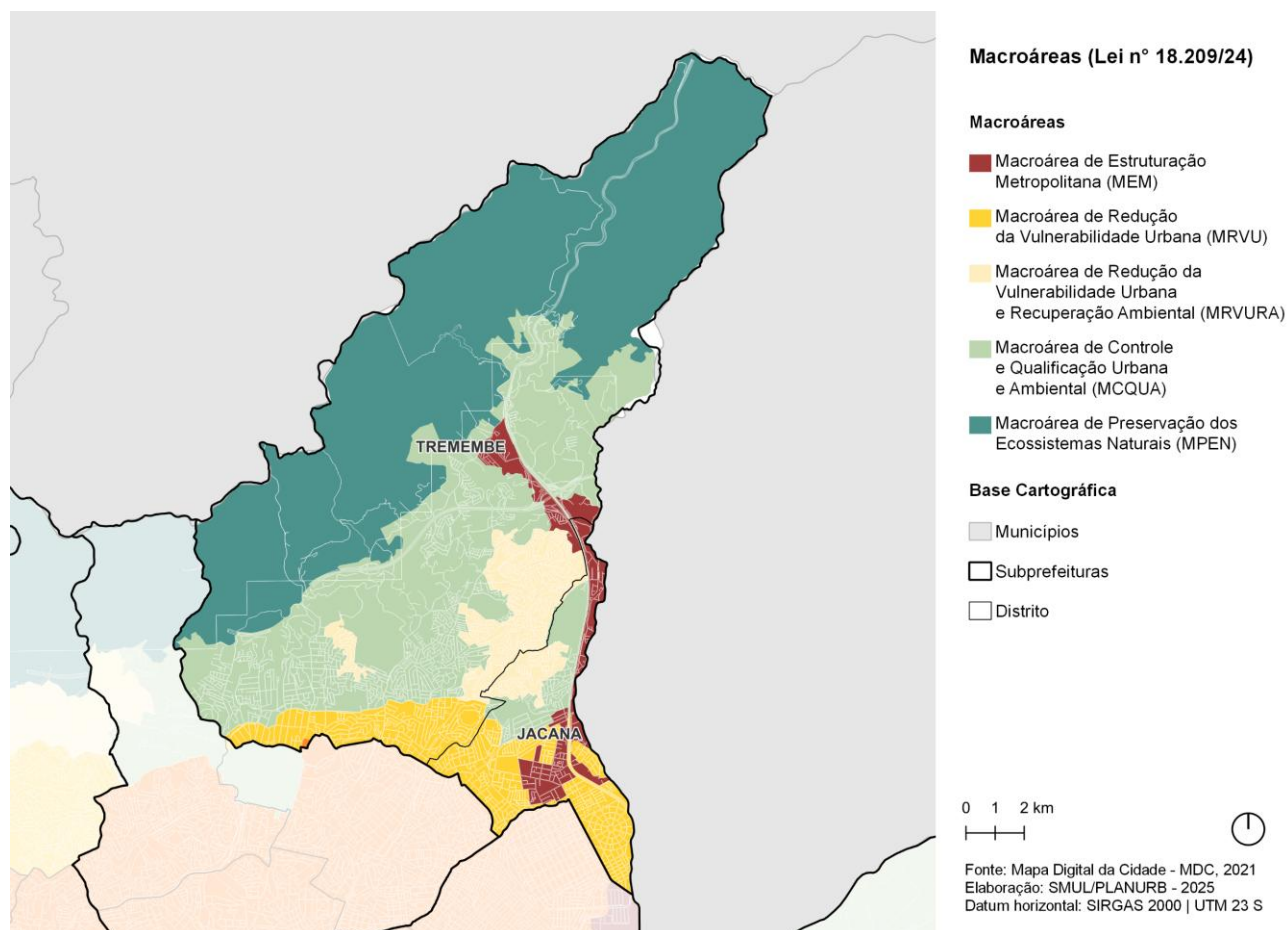 TREMEMBE
JACANA
Macroáreas (Lei n° 18.209/24)
Macroáreas
Macroárea de Estruturação
Metropolitana (MEM)
Macroárea de Redução
da Vulnerabilidade Urbana (MRVU)
Macroárea de Redução da
Vulnerabilidade Urbana
e Recuperação Ambiental (MRVURA)
Macroárea de Controle
e Qualificação Urbana
e Ambiental (MCQUA)
Macroárea de Preservação dos
Ecossistemas Naturais (MPEN)
Base Cartográfica
Municípios
Subprefeituras
Distrito
0 1 2 km
Fonte: Mapa Digital da Cidade - MDC, 2021
Elaboração: SMUL/PLANURB - 2025
Datum horizontal: SIRGAS 2000 | UTM 23 S